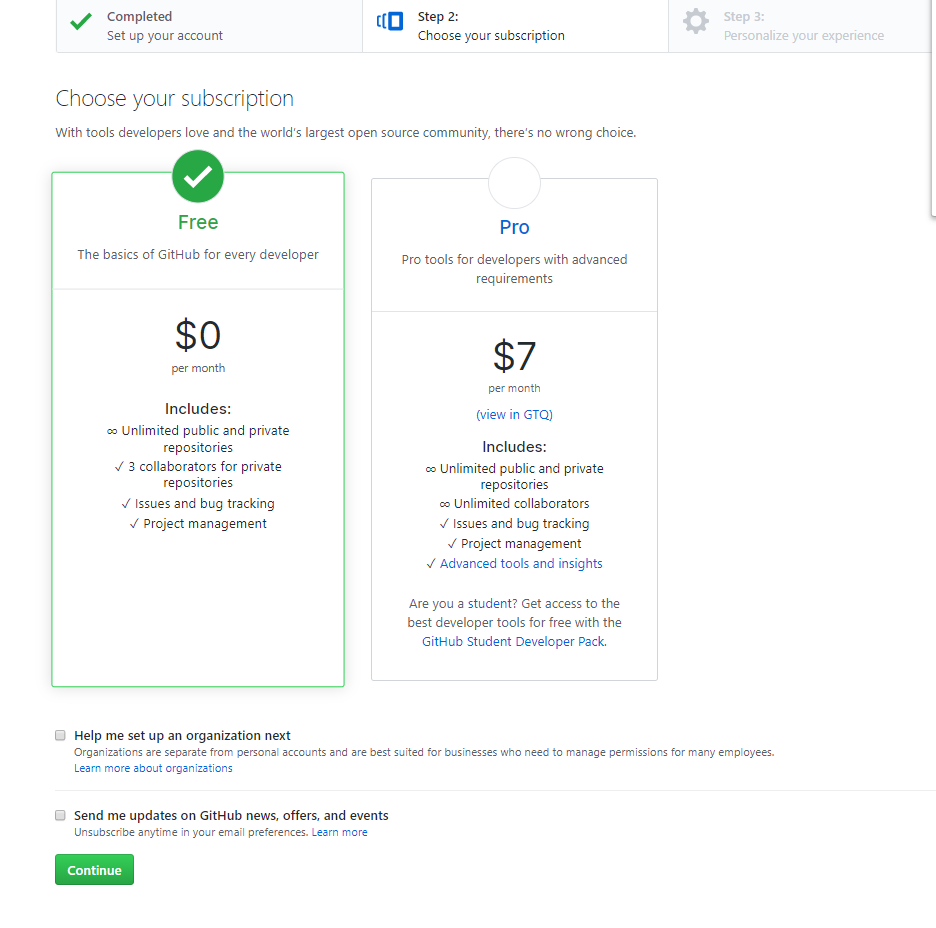 Completed
Set up your account
Step 2:
Choose your subscription
Step 3:
Personalize your experience
Choose your subscription
With tools developers love and the world's largest open source community, there's no wrong choice.
Free
The basics of GitHub for every developer
$0
per month
Includes:
∞ Unlimited public and private
repositories
✓ 3 collaborators for private
repositories
✓ Issues and bug tracking
✓ Project management
Pro
Pro tools for developers with advanced
requirements
$7
per month
(view in GTQ)
Includes:
∞ Unlimited public and private
repositories
∞ Unlimited collaborators
✓ Issues and bug tracking
✓ Project management
✓ Advanced tools and insights
Are you a student? Get access to the
best developer tools for free with the
GitHub Student Developer Pack.
Help me set up an organization next
Organizations are separate from personal accounts and are best suited for businesses who need to manage permissions for many employees.
Learn more about organizations
Send me updates on GitHub news, offers, and events
Unsubscribe anytime in your email preferences. Learn more
Continue